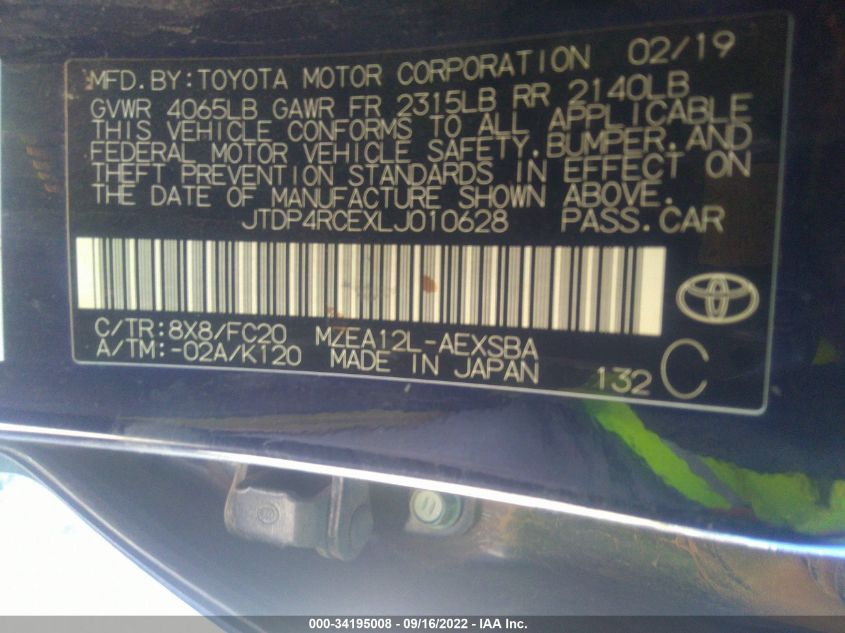 MFD.BY:TOYOTA MOTOR CORPORATION 02/19
GVWR 4065LB GAWR FR 2315LB RR 2140LB
THIS VEHICLE CONFORMS TO ALL APPLICABLE
FEDERAL MOTOR VEHICLE SAFETY,BUMPER,AND
THEFT PREVENTION STANDARDS IN EFFECT ON
THE DATE OF MANUFACTURE SHOWN ABOVE.
JTDP4RCEXLJ010628 PASS.CAR
C/TR:8X8/FC20 MZEA12L-AEXSBA
A/TM:-02A/K120 MADE IN JAPAN 132 C
000-34195008 - 09/16/2022 - IAA Inc.